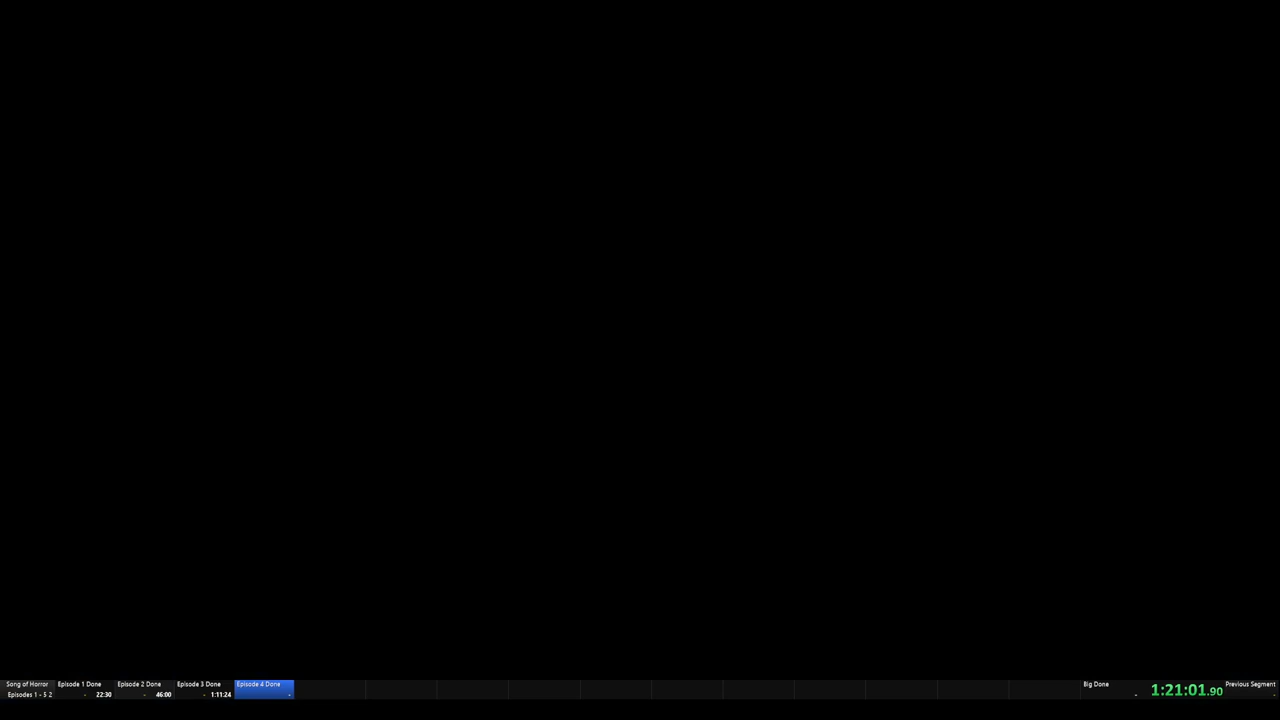 Song of Horror
Episodes 1 - 5 2
Episode 1 Done
- 22:30
Episode 2 Done
- 46:00
Episode 3 Done
- 1:11:24
Episode 4 Done
-
Big Done
-
1:21:01.90
Previous Segment
-